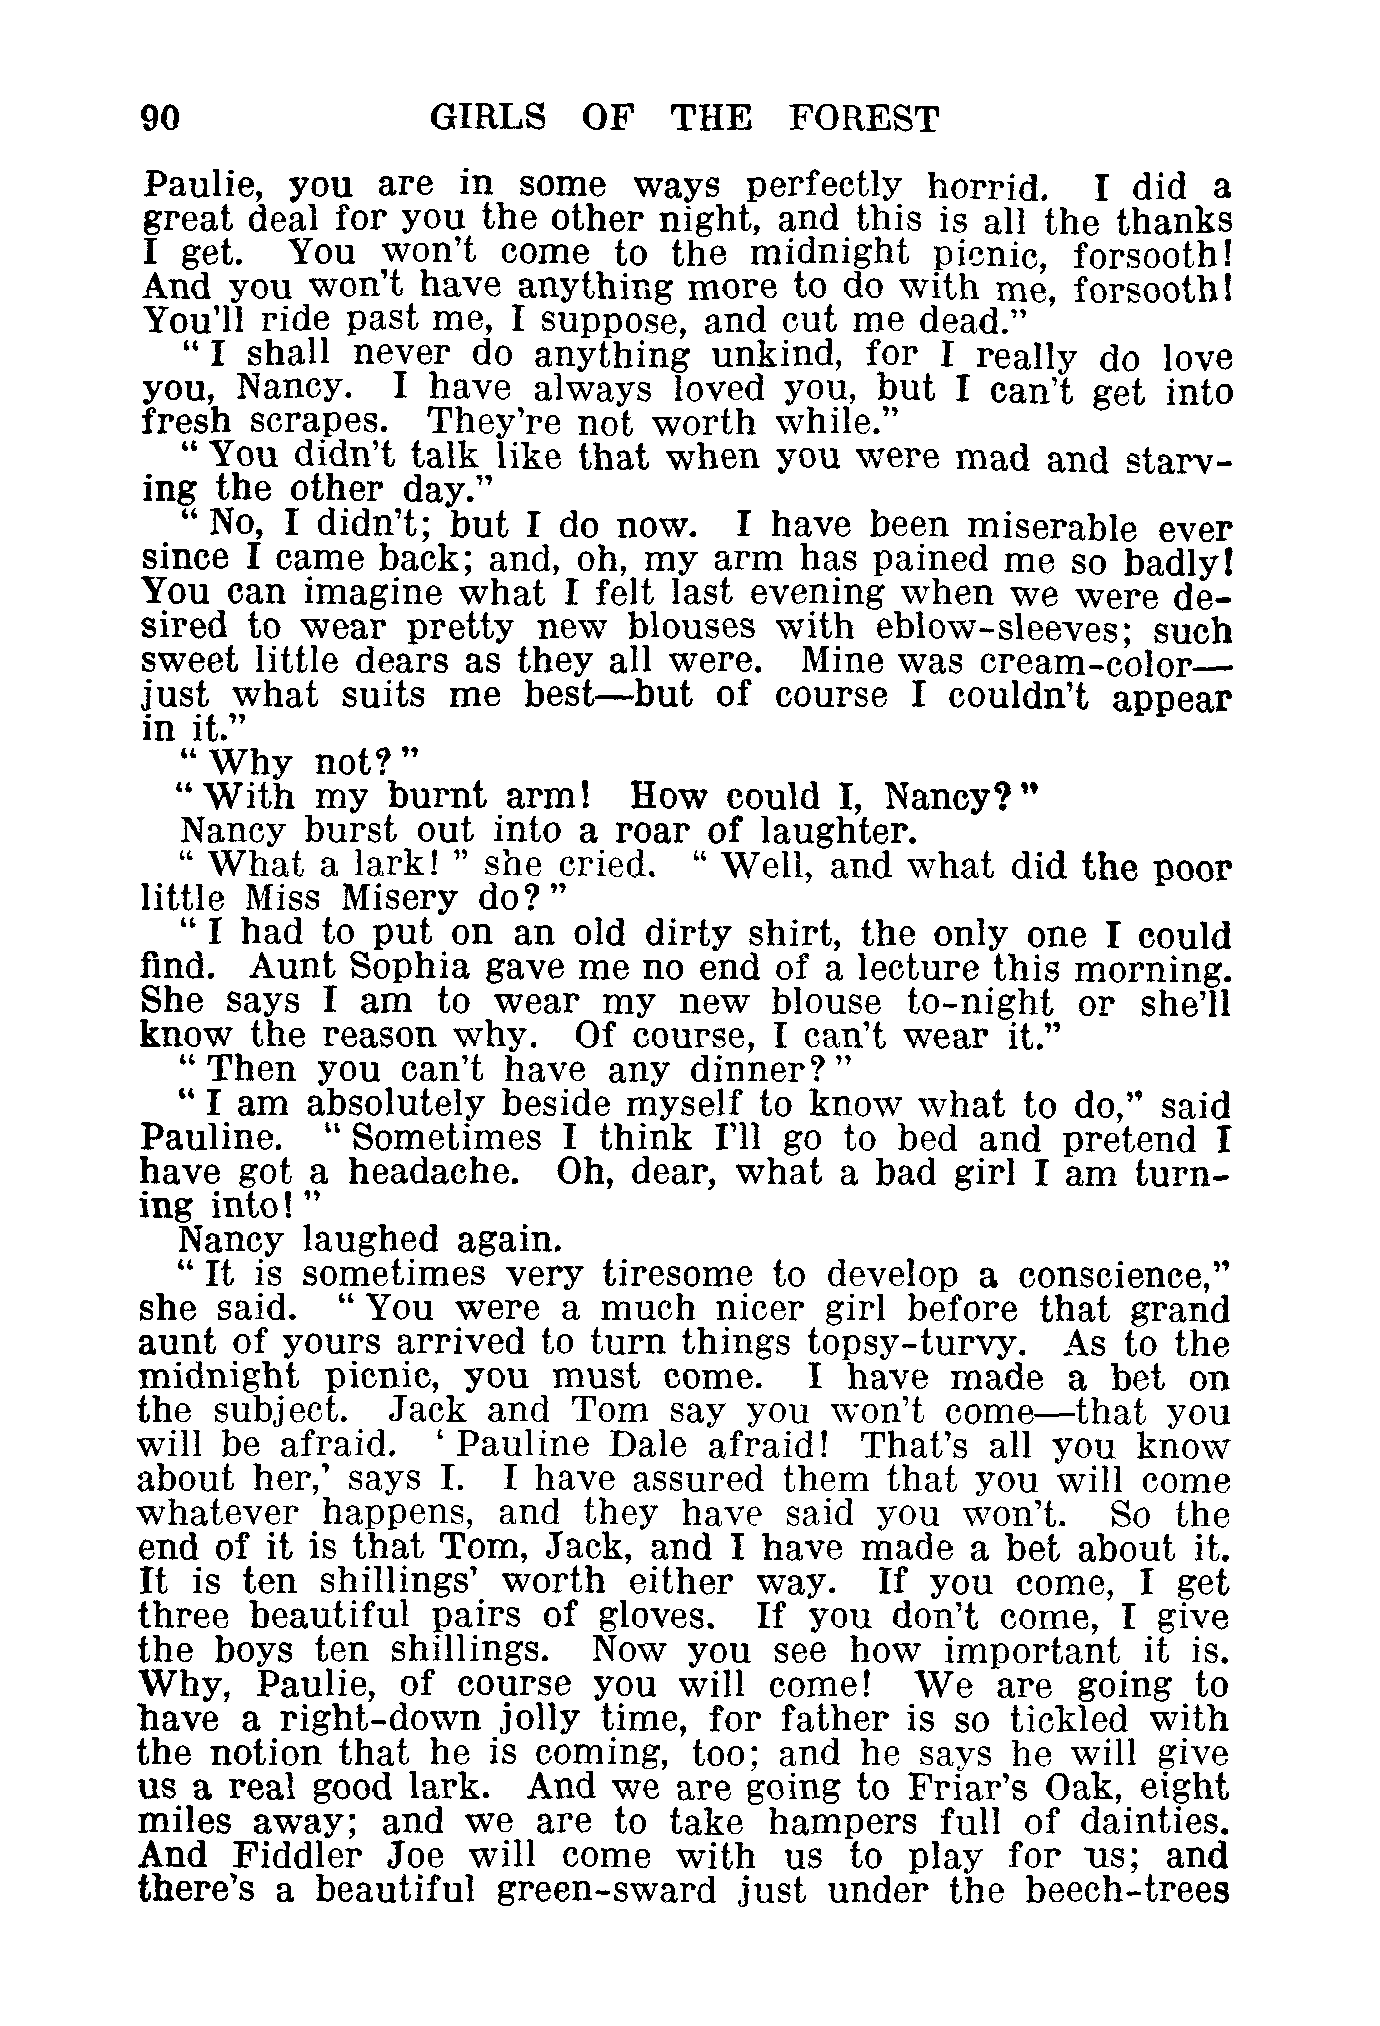 90 GIRLS OF THE FOREST
Paulie, you are in some ways perfectly horrid. I did a
great deal for you the other night, and this is all the thanks
I get. You won't come to the midnight picnic, forsooth!
And you won't have anything more to do with me, forsooth!
You'll ride past me, I suppose, and cut me dead."
" I shall never do anything unkind, for I really do love
you, Nancy. I have always loved you, but I can't get into
fresh scrapes. They're not worth while."
" You didn't talk like that when you were mad and starv-
ing the other day."
" No, I didn't; but I do now. I have been miserable ever
since I came back; and, oh, my arm has pained me so badly!
You can imagine what I felt last evening when we were de-
sired to wear pretty new blouses with eblow-sleeves; such
sweet little dears as they all were. Mine was cream-color—
just what suits me best—but of course I couldn't appear
in it."
" Why not? "
" With my burnt arm! How could I, Nancy? "
Nancy burst out into a roar of laughter.
" What a lark! " she cried. " Well, and what did the poor
little Miss Misery do? "
" I had to put on an old dirty shirt, the only one I could
find. Aunt Sophia gave me no end of a lecture this morning.
She says I am to wear my new blouse to-night or she'll
know the reason why. Of course, I can't wear it."
" Then you can't have any dinner? "
" I am absolutely beside myself to know what to do," said
Pauline. " Sometimes I think I'll go to bed and pretend I
have got a headache. Oh, dear, what a bad girl I am turn-
ing into! "
Nancy laughed again.
" It is sometimes very tiresome to develop a conscience,"
she said. " You were a much nicer girl before that grand
aunt of yours arrived to turn things topsy-turvy. As to the
midnight picnic, you must come. I have made a bet on
the subject. Jack and Tom say you won't come—that you
will be afraid. ' Pauline Dale afraid! That's all you know
about her,' says I. I have assured them that you will come
whatever happens, and they have said you won't. So the
end of it is that Tom, Jack, and I have made a bet about it.
It is ten shillings' worth either way. If you come, I get
three beautiful pairs of gloves. If you don't come, I give
the boys ten shillings. Now you see how important it is.
Why, Paulie, of course you will come! We are going to
have a right-down jolly time, for father is so tickled with
the notion that he is coming, too; and he says he will give
us a real good lark. And we are going to Friar's Oak, eight
miles away; and we are to take hampers full of dainties.
And Fiddler Joe will come with us to play for us; and
there's a beautiful green-sward just under the beech-trees